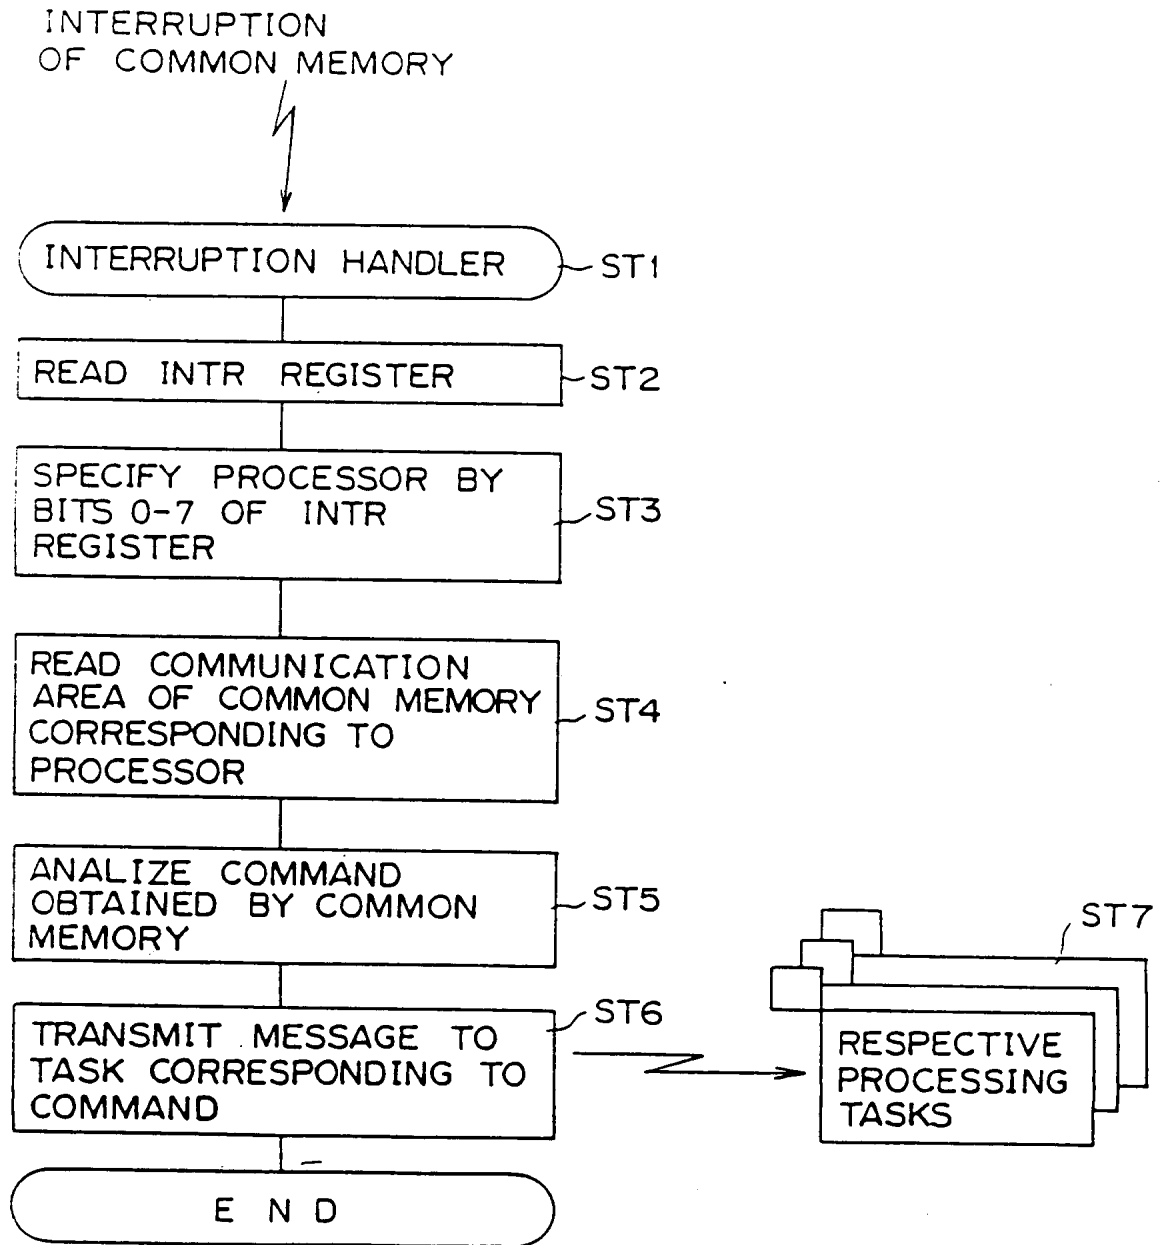 INTERRUPTION
OF COMMON MEMORY
INTERRUPTION HANDLER
ST1
READ INTR REGISTER
ST2
SPECIFY PROCESSOR BY
BITS 0-7 OF INTR
REGISTER
ST3
READ COMMUNICATION
AREA OF COMMON MEMORY
CORRESPONDING TO
PROCESSOR
ST4
ANALIZE COMMAND
OBTAINED BY COMMON
MEMORY
ST5
TRANSMIT MESSAGE TO
TASK CORRESPONDING TO
COMMAND
ST6
ST7
RESPECTIVE
PROCESSING
TASKS
END